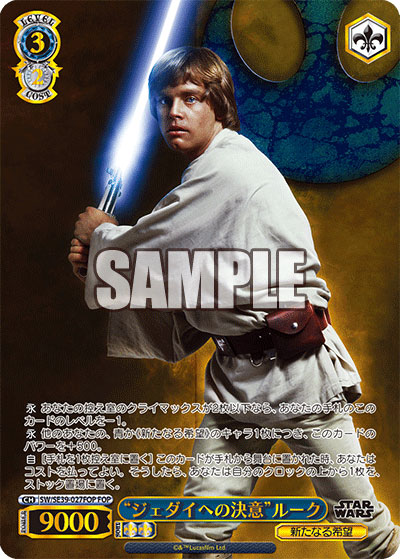 LEVEL
3
2
COST
SAMPLE
永 あなたの控え室のクライマックスが2枚以下なら、あなたの手札のこの
カードのレベルを-1。
永 他のあなたの、青か《新たなる希望》のキャラ1枚につき、このカードの
パワーを+500。
自 [手札を1枚控え室に置く] このカードが手札から舞台に置かれた時、あなたは
コストを払ってよい。そうしたら、あなたは自分のクロックの上から1枚を、
ストック置場に置く。
CH SW/SE39-027FOP FOP
POWER 9000
SOUL
“ジェダイへの決意”ルーク
新たなる希望
STAR WARS
©&™ Lucasfilm Ltd.